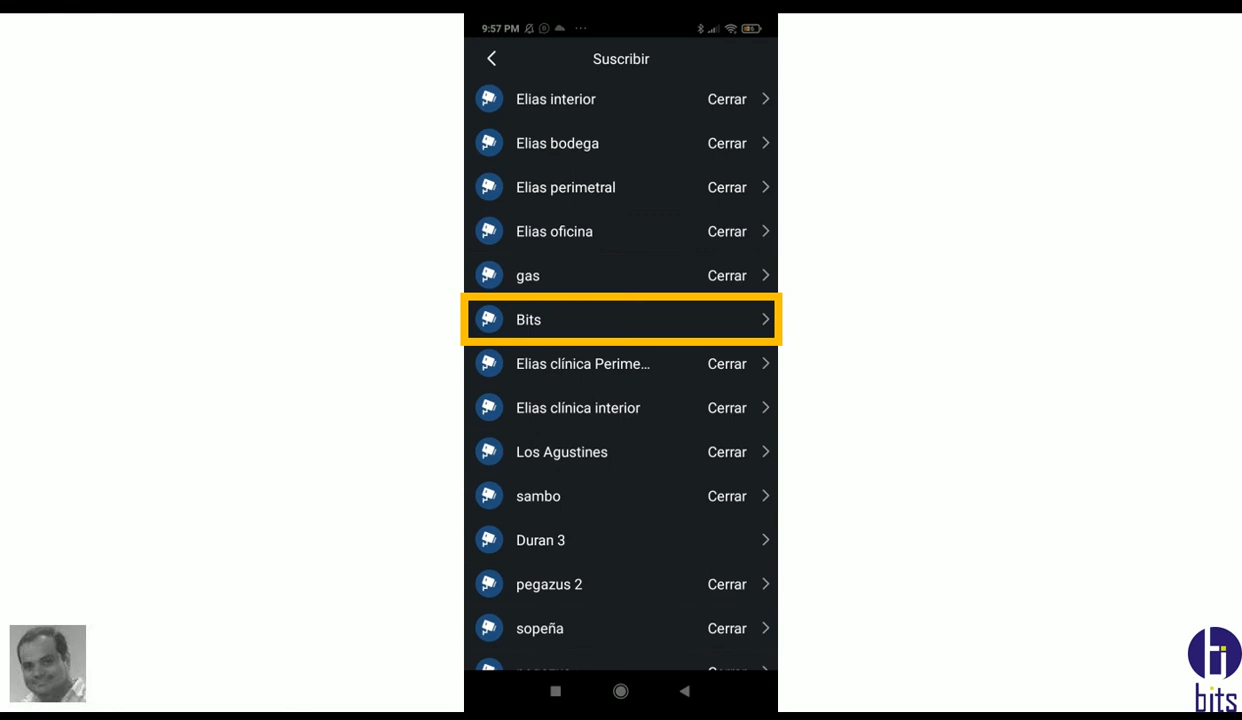 9:57 PM
Suscribir
Elias interior Cerrar
Elias bodega Cerrar
Elias perimetral Cerrar
Elias oficina Cerrar
gas Cerrar
Bits
Elias clínica Perime... Cerrar
Elias clínica interior Cerrar
Los Agustines Cerrar
sambo Cerrar
Duran 3
pegazus 2 Cerrar
sopeña Cerrar
bits